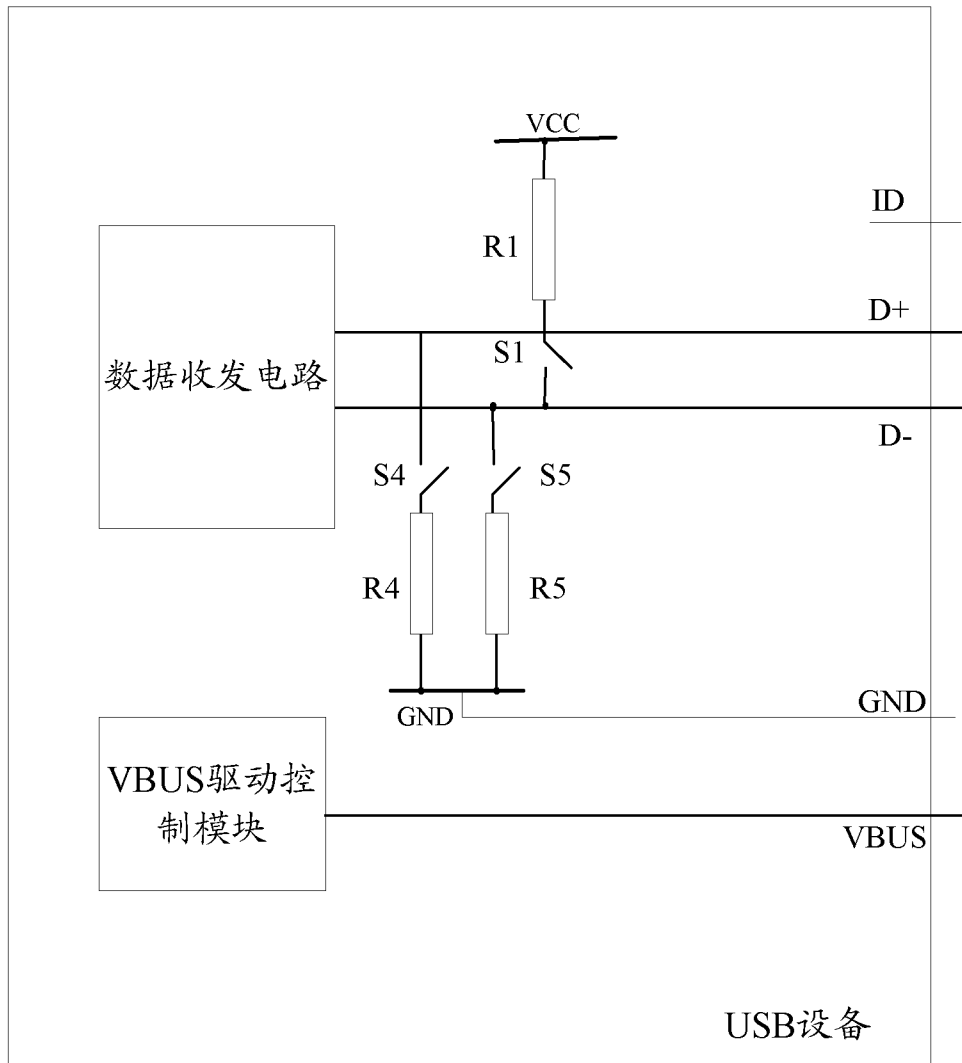 VCC
ID
R1
D+
S1
数据收发电路
D-
S4
S5
R4
R5
GND
GND
VBUS驱动控
制模块
VBUS
USB设备